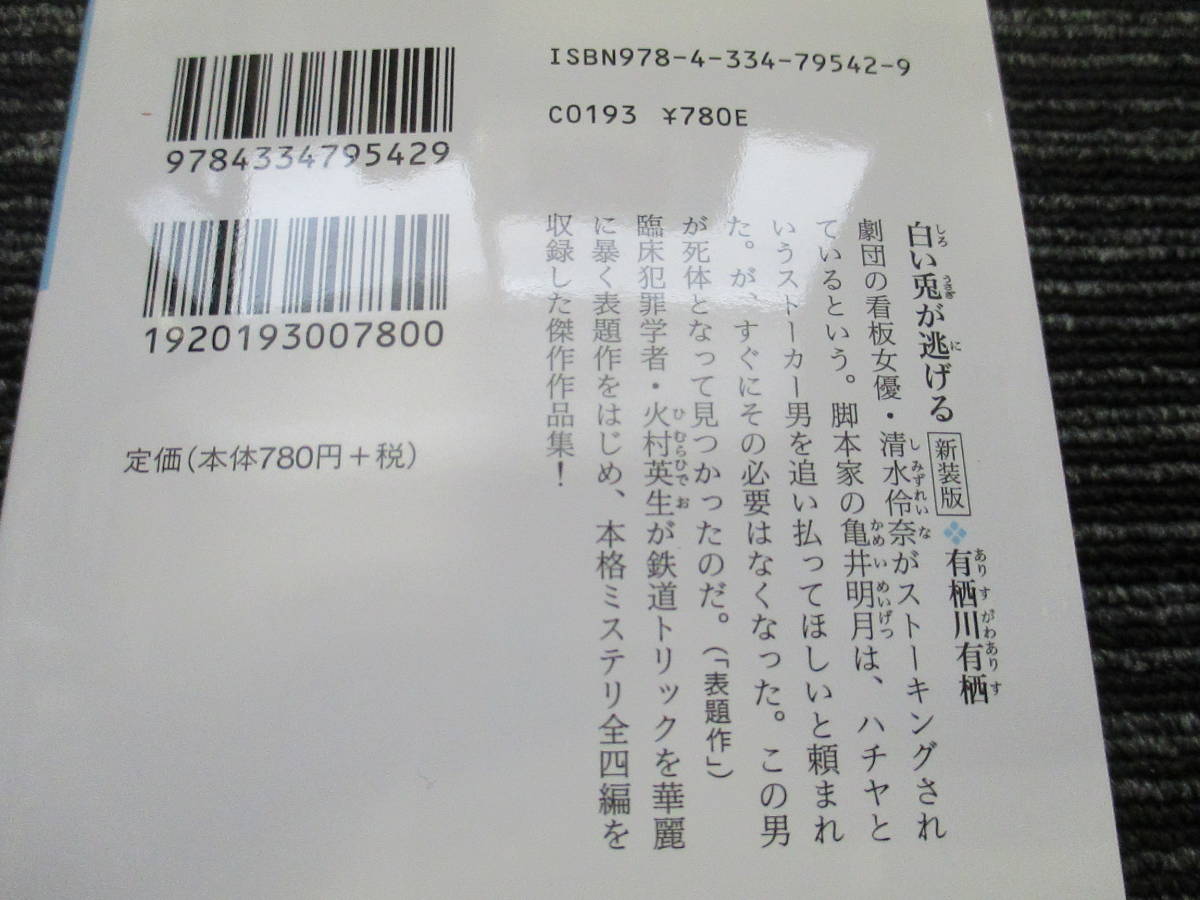 ISBN978-4-334-79542-9
C0193 ¥780E
9784334795429
1920193007800
定価(本体780円+税)
白い兎が逃げる 新装版 ❖ 有栖川有栖
劇団の看板女優・清水伶奈がストーキングされ
ているという。脚本家の亀井明月は、ハチヤと
いうストーカー男を追い払ってほしいと頼まれ
た。が、すぐにその必要はなくなった。この男
が死体となって見つかったのだ。(「表題作」)
臨床犯罪学者・火村英生が鉄道トリックを華麗
に暴く表題作をはじめ、本格ミステリ全四編を
収録した傑作作品集!